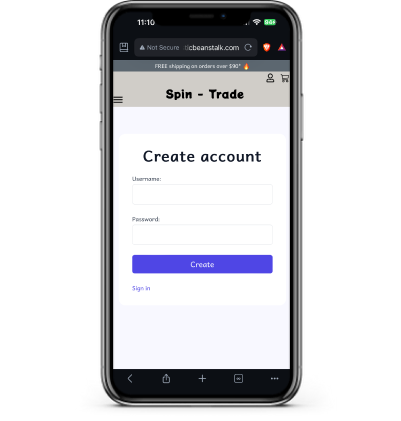 11:10
Not Secure
cbeanstalk.com
FREE shipping on orders over $90* 🔥
Spin - Trade
Create account
Username:
Password:
Create
Sign in